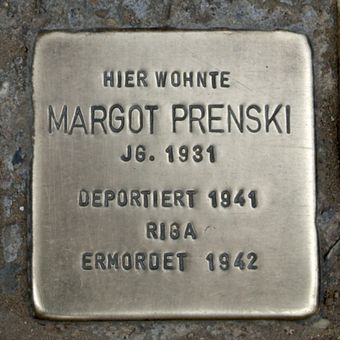 HIER WOHNTE
MARGOT PRENSKI
JG. 1931
DEPORTIERT 1941
RIGA
ERMORDET 1942